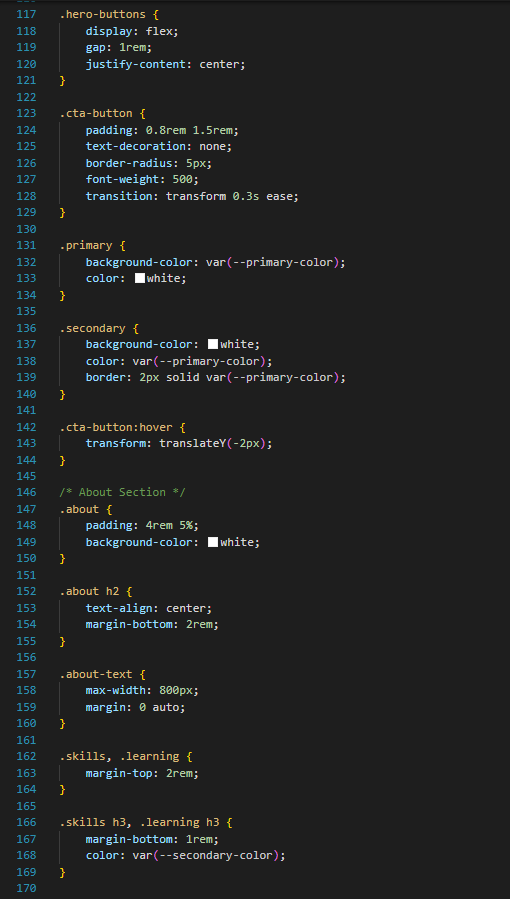 117 .hero-buttons {
118     display: flex;
119     gap: 1rem;
120     justify-content: center;
121 }
122
123 .cta-button {
124     padding: 0.8rem 1.5rem;
125     text-decoration: none;
126     border-radius: 5px;
127     font-weight: 500;
128     transition: transform 0.3s ease;
129 }
130
131 .primary {
132     background-color: var(--primary-color);
133     color: white;
134 }
135
136 .secondary {
137     background-color: white;
138     color: var(--primary-color);
139     border: 2px solid var(--primary-color);
140 }
141
142 .cta-button:hover {
143     transform: translateY(-2px);
144 }
145
146 /* About Section */
147 .about {
148     padding: 4rem 5%;
149     background-color: white;
150 }
151
152 .about h2 {
153     text-align: center;
154     margin-bottom: 2rem;
155 }
156
157 .about-text {
158     max-width: 800px;
159     margin: 0 auto;
160 }
161
162 .skills, .learning {
163     margin-top: 2rem;
164 }
165
166 .skills h3, .learning h3 {
167     margin-bottom: 1rem;
168     color: var(--secondary-color);
169 }
170